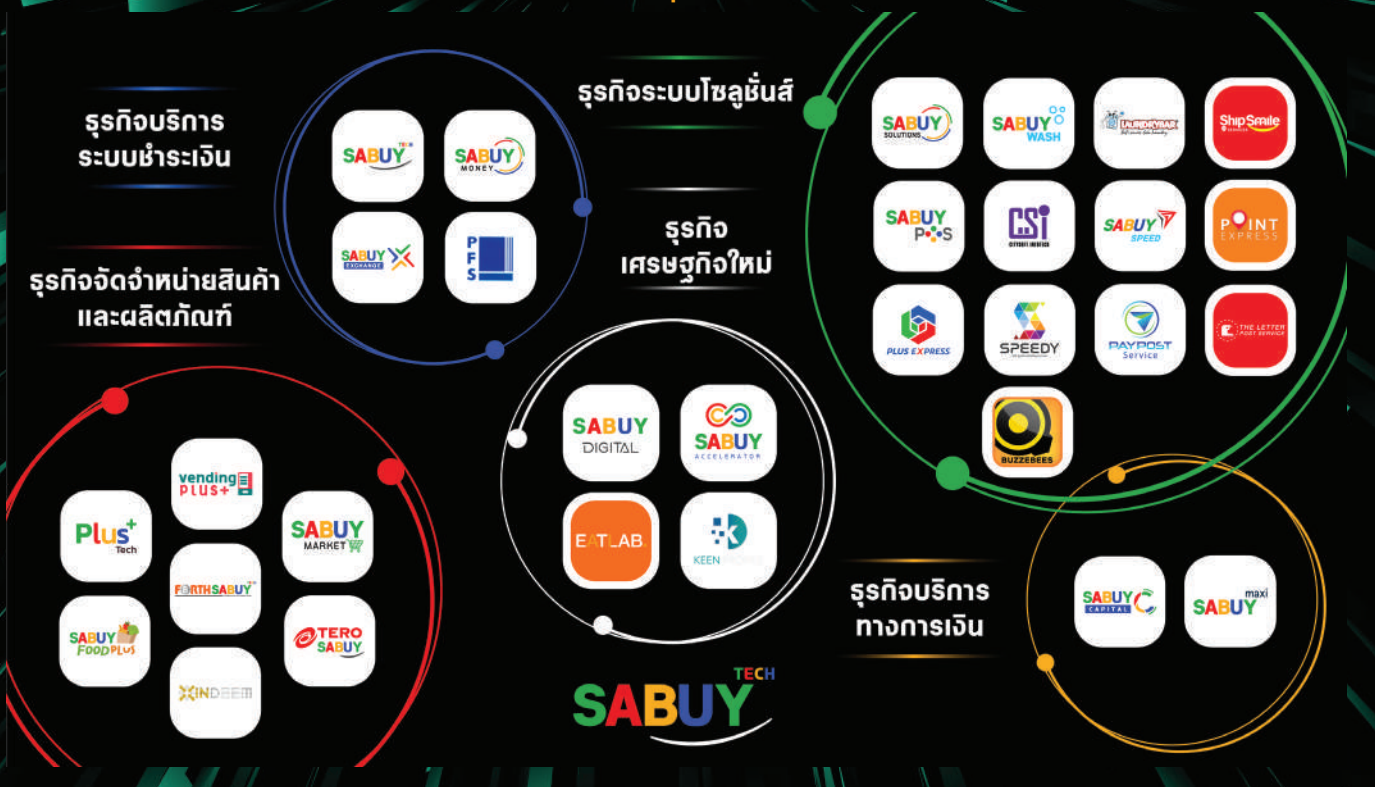 ธุรกิจบริการ
ระบบชำระเงิน
SABUY TECH
SABUY
MONEY
SABUY
EXCHANGE
PFS
ธุรกิจระบบโซลูชั่นส์
SABUY
SOLUTIONS
SABUY
WASH
LAUNDRYBAR
Ship Smile
SERVICES
SABUY
POS
CSi
SABUY
SPEED
POINT
EXPRESS
PLUS EXPRESS
SPEEDY
PAYPOST
Service
THE LETTER
POST SERVICE
BUZZEBEES
ธุรกิจจัดจำหน่ายสินค้า
และผลิตภัณฑ์
vending
PLUS+
Plus+
Tech
SABUY
MARKET
FORTH SABUY
SABUY
FOOD PLUS
TERO
SABUY
XINDEEM
ธุรกิจ
เศรษฐกิจใหม่
SABUY
DIGITAL
SABUY
ACCELERATOR
EATLAB.
KEEN
ธุรกิจบริการ
ทางการเงิน
SABUY
CAPITAL
SABUY maxi
SABUY TECH